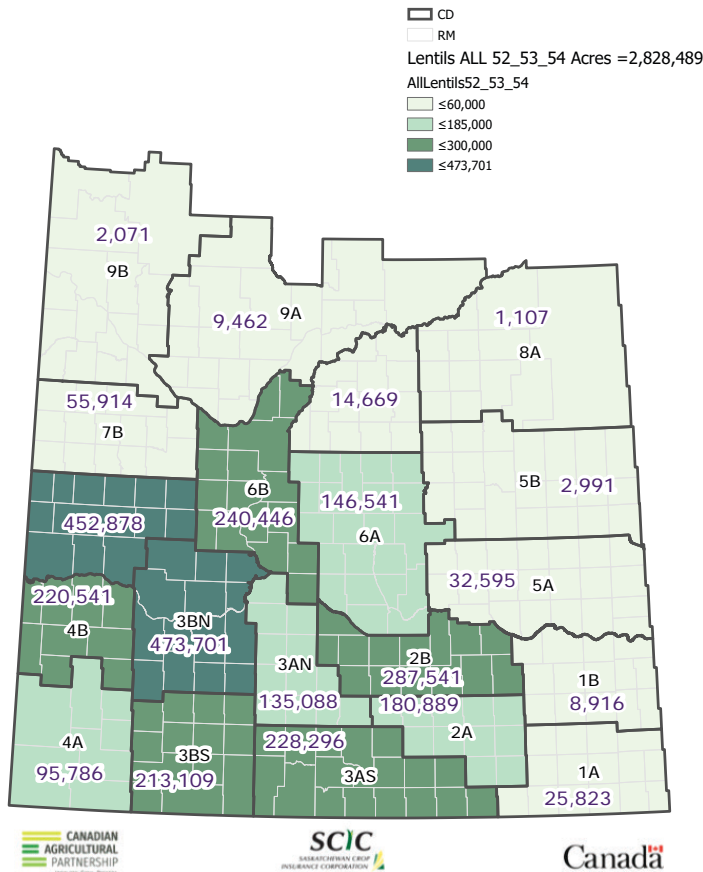 CD
RM
Lentils ALL 52_53_54 Acres =2,828,489
AllLentils52_53_54
≤60,000
≤185,000
≤300,000
≤473,701
2,071
9B
9,462
9A
1,107
8A
55,914
7B
14,669
6B
240,446
146,541
6A
5B
2,991
452,878
32,595
5A
220,541
4B
3BN
473,701
3AN
135,088
2B
287,541
180,889
2A
1B
8,916
4A
95,786
3BS
213,109
228,296
3AS
1A
25,823
CANADIAN
AGRICULTURAL
PARTNERSHIP
SCIC
SASKATCHEWAN CROP
INSURANCE CORPORATION
Canada